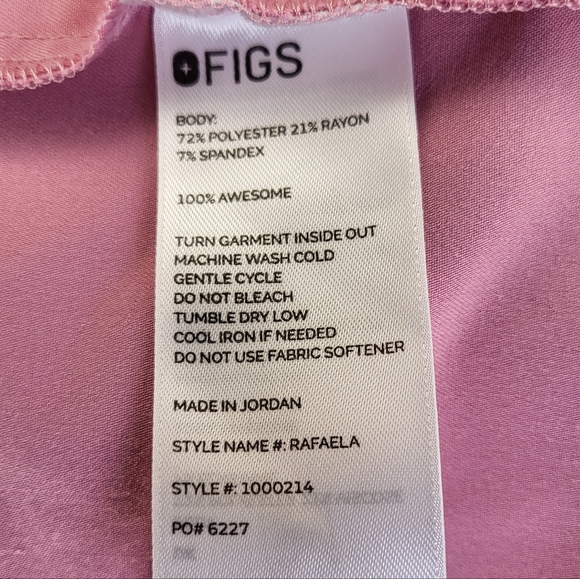 FIGS
BODY:
72% POLYESTER 21% RAYON
7% SPANDEX
100% AWESOME
TURN GARMENT INSIDE OUT
MACHINE WASH COLD
GENTLE CYCLE
DO NOT BLEACH
TUMBLE DRY LOW
COOL IRON IF NEEDED
DO NOT USE FABRIC SOFTENER
MADE IN JORDAN
STYLE NAME #: RAFAELA
STYLE #: 1000214
PO# 6227